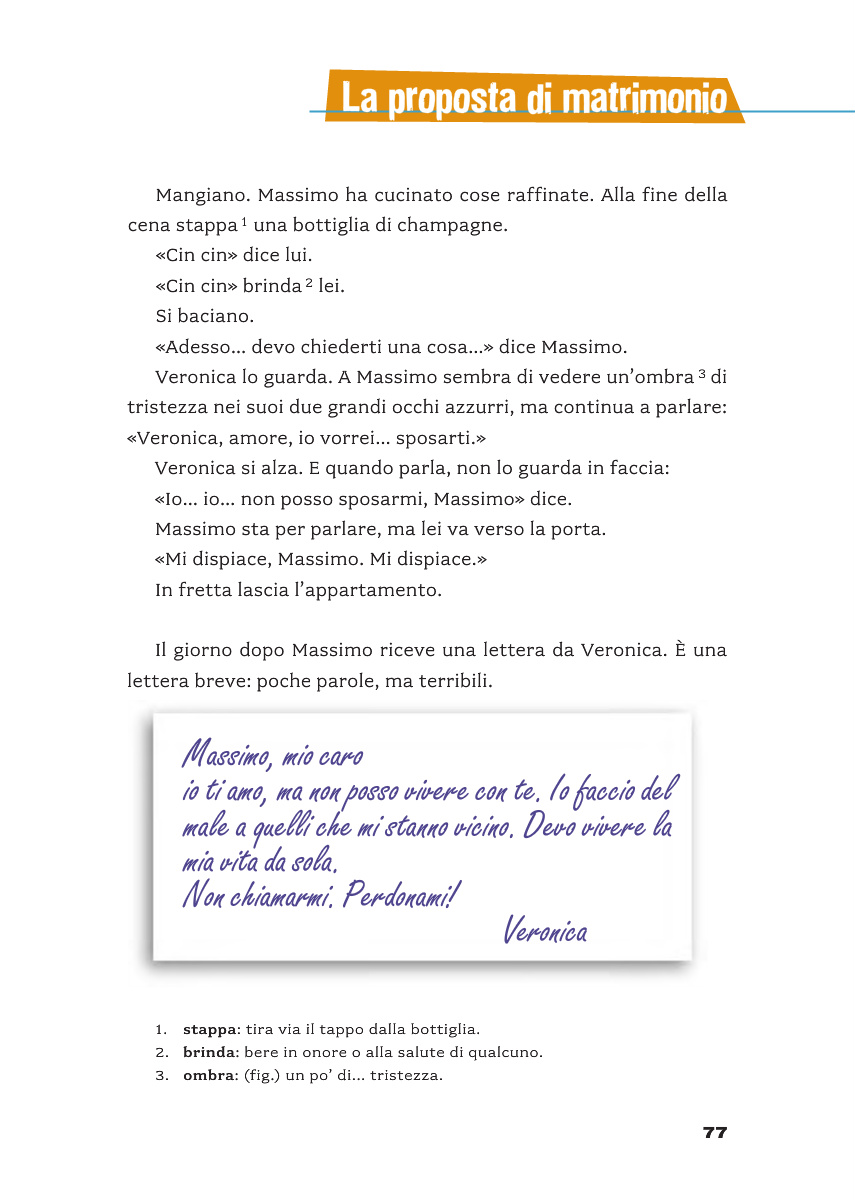 La proposta di matrimonio
Mangiano. Massimo ha cucinato cose raffinate. Alla fine della
cena stappa 1 una bottiglia di champagne.
«Cin cin» dice lui.
«Cin cin» brinda 2 lei.
Si baciano.
«Adesso... devo chiederti una cosa...» dice Massimo.
Veronica lo guarda. A Massimo sembra di vedere un’ombra 3 di
tristezza nei suoi due grandi occhi azzurri, ma continua a parlare:
«Veronica, amore, io vorrei... sposarti.»
Veronica si alza. E quando parla, non lo guarda in faccia:
«Io... io... non posso sposarmi, Massimo» dice.
Massimo sta per parlare, ma lei va verso la porta.
«Mi dispiace, Massimo. Mi dispiace.»
In fretta lascia l’appartamento.
Il giorno dopo Massimo riceve una lettera da Veronica. È una
lettera breve: poche parole, ma terribili.
Massimo, mio caro
io ti amo, ma non posso vivere con te. Io faccio del
male a quelli che mi stanno vicino. Devo vivere la
mia vita da sola.
Non chiamarmi. Perdonami!
Veronica
1. stappa: tira via il tappo dalla bottiglia.
2. brinda: bere in onore o alla salute di qualcuno.
3. ombra: (fig.) un po’ di... tristezza.
77